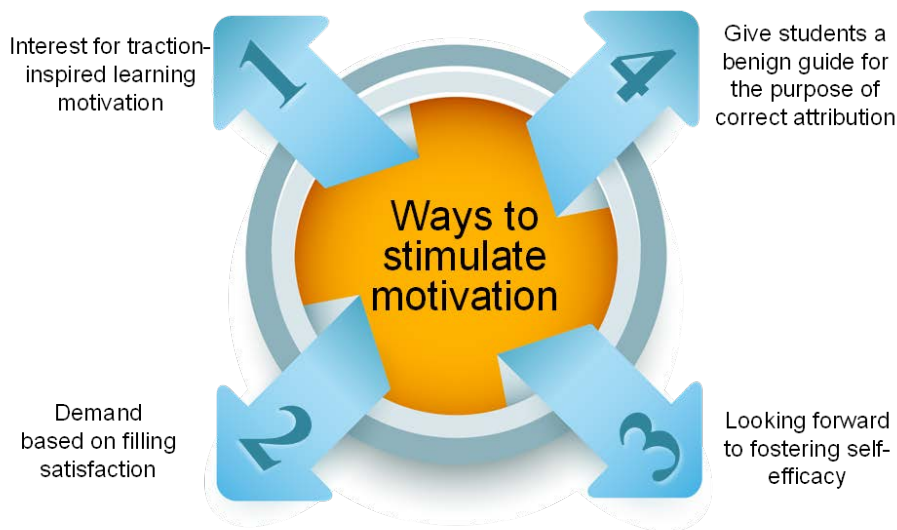 Interest for traction-
inspired learning
motivation
1
4
Give students a
benign guide for
the purpose of
correct attribution
Ways to
stimulate
motivation
Demand
based on filling
satisfaction
2
3
Looking forward
to fostering self-
efficacy